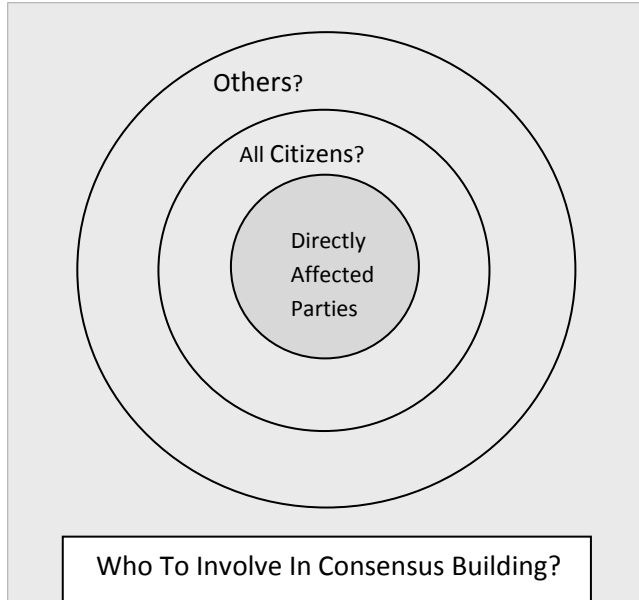 Others?
All Citizens?
Directly
Affected
Parties
Who To Involve In Consensus Building?